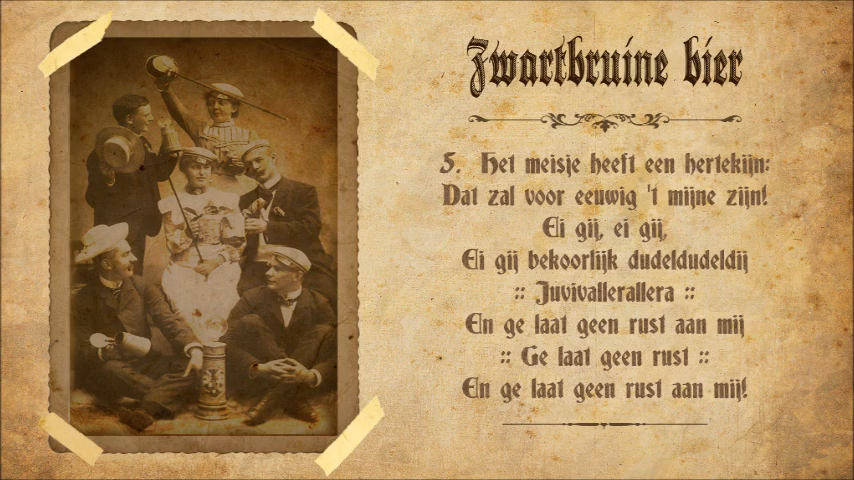 Zwartbruine bier
5. Het meisje heeft een hertekijn:
Dat zal voor eeuwig 't mijne zijn!
Ei gij, ei gij,
Ei gij bekoorlijk dudeldudeldij
:: Juvivallerallera ::
En ge laat geen rust aan mij
:: Ge laat geen rust ::
En ge laat geen rust aan mij!